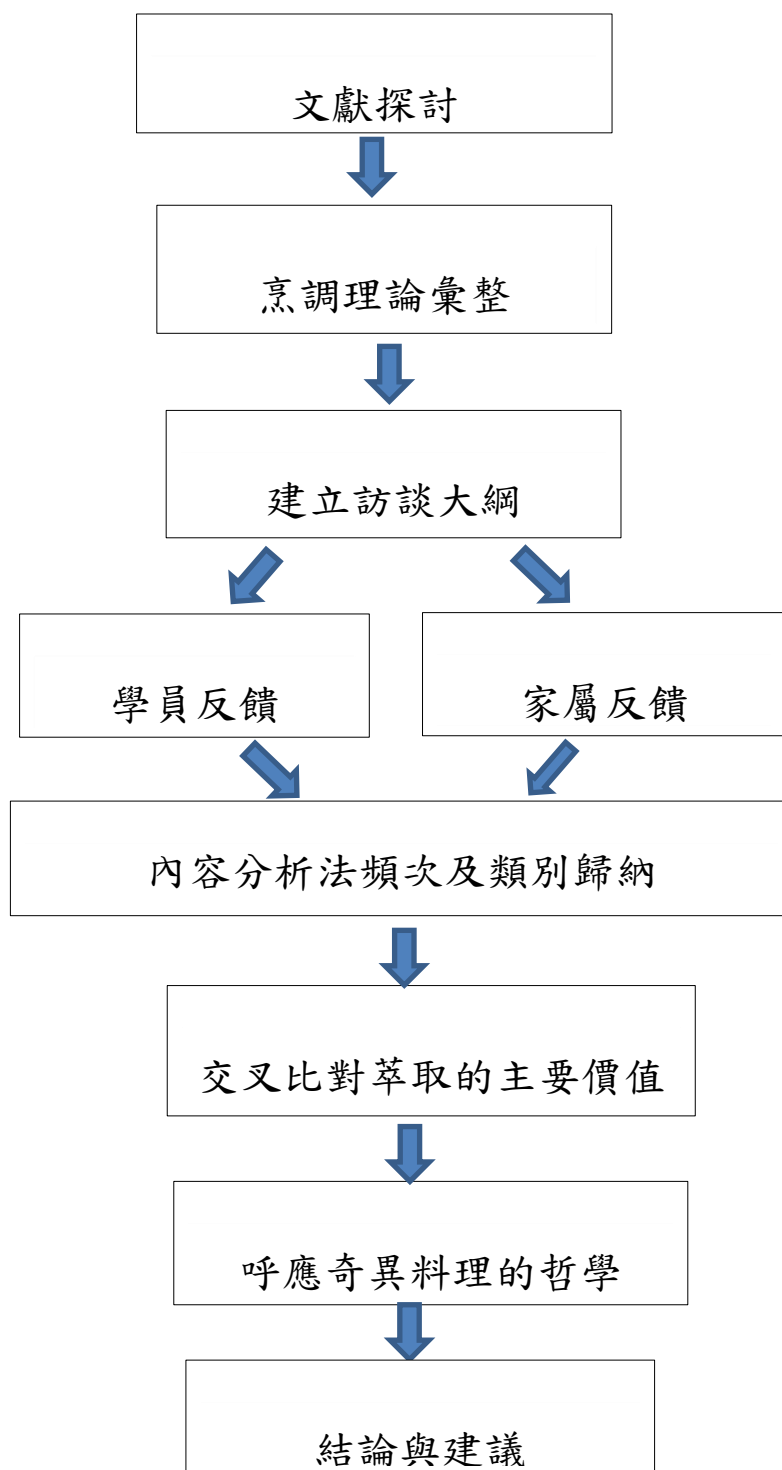 文獻探討
烹調理論彙整
建立訪談大綱
學員反饋
家屬反饋
內容分析法頻次及類別歸納
交叉比對萃取的主要價值
呼應奇異料理的哲學
結論與建議